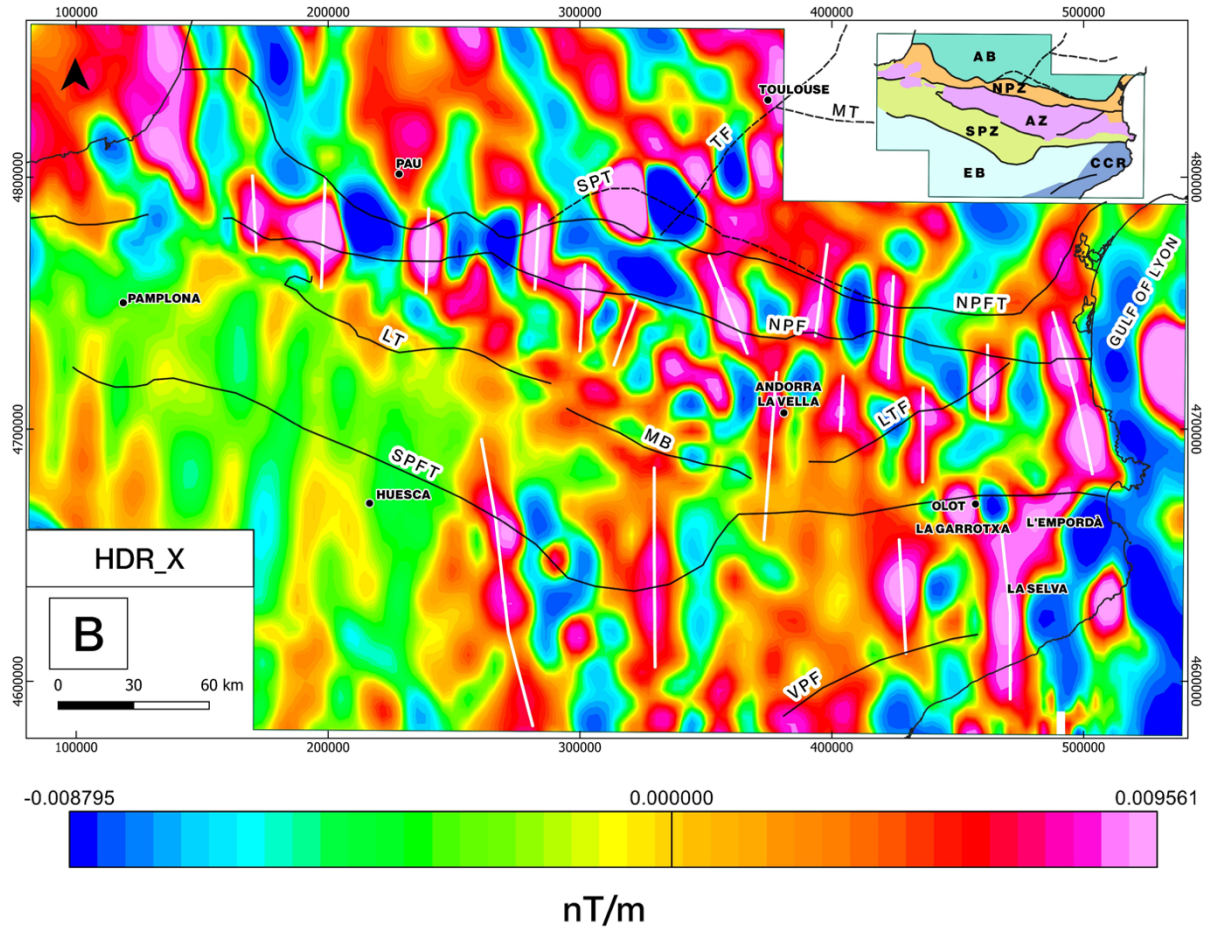 100000
200000
300000
400000
500000
4800000
4700000
4600000
4800000
4700000
4600000
TOULOUSE
TF
MT
AB
NPZ
AZ
SPZ
EB
CCR
PAU
SPT
GULF OF LYON
PAMPLONA
LT
NPF
NPFT
ANDORRA
LA VELLA
LTF
MB
SPFT
HUESCA
OLOT
LA GARROTXA
L'EMPORDÀ
LA SELVA
VPF
HDR_X
B
0 30 60 km
100000
200000
300000
400000
500000
-0.008795
0.000000
0.009561
nT/m